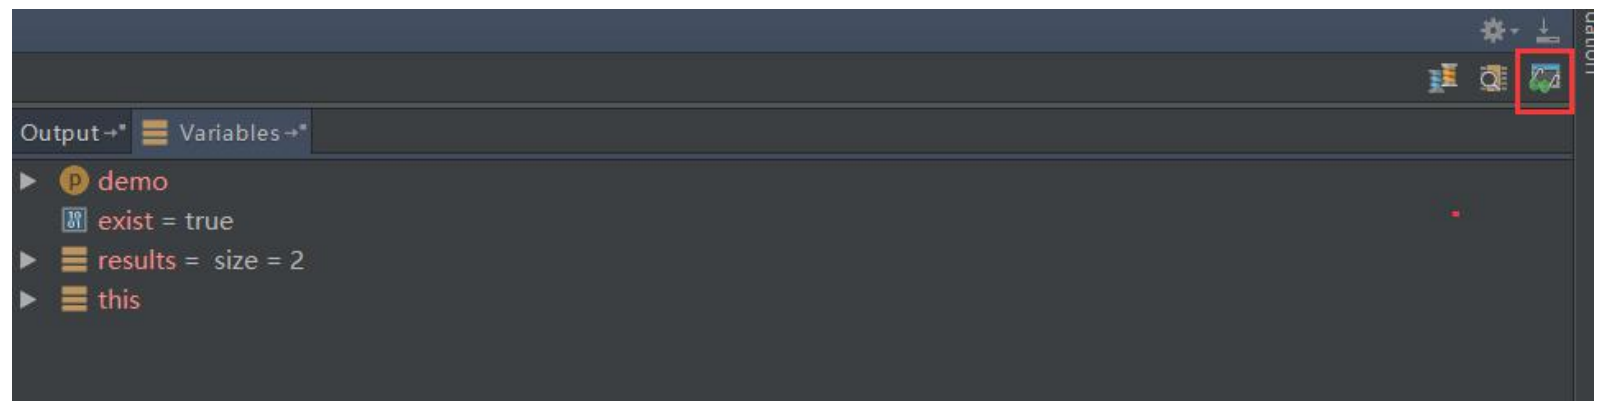 Output Variables
demo
exist = true
results = size = 2
this